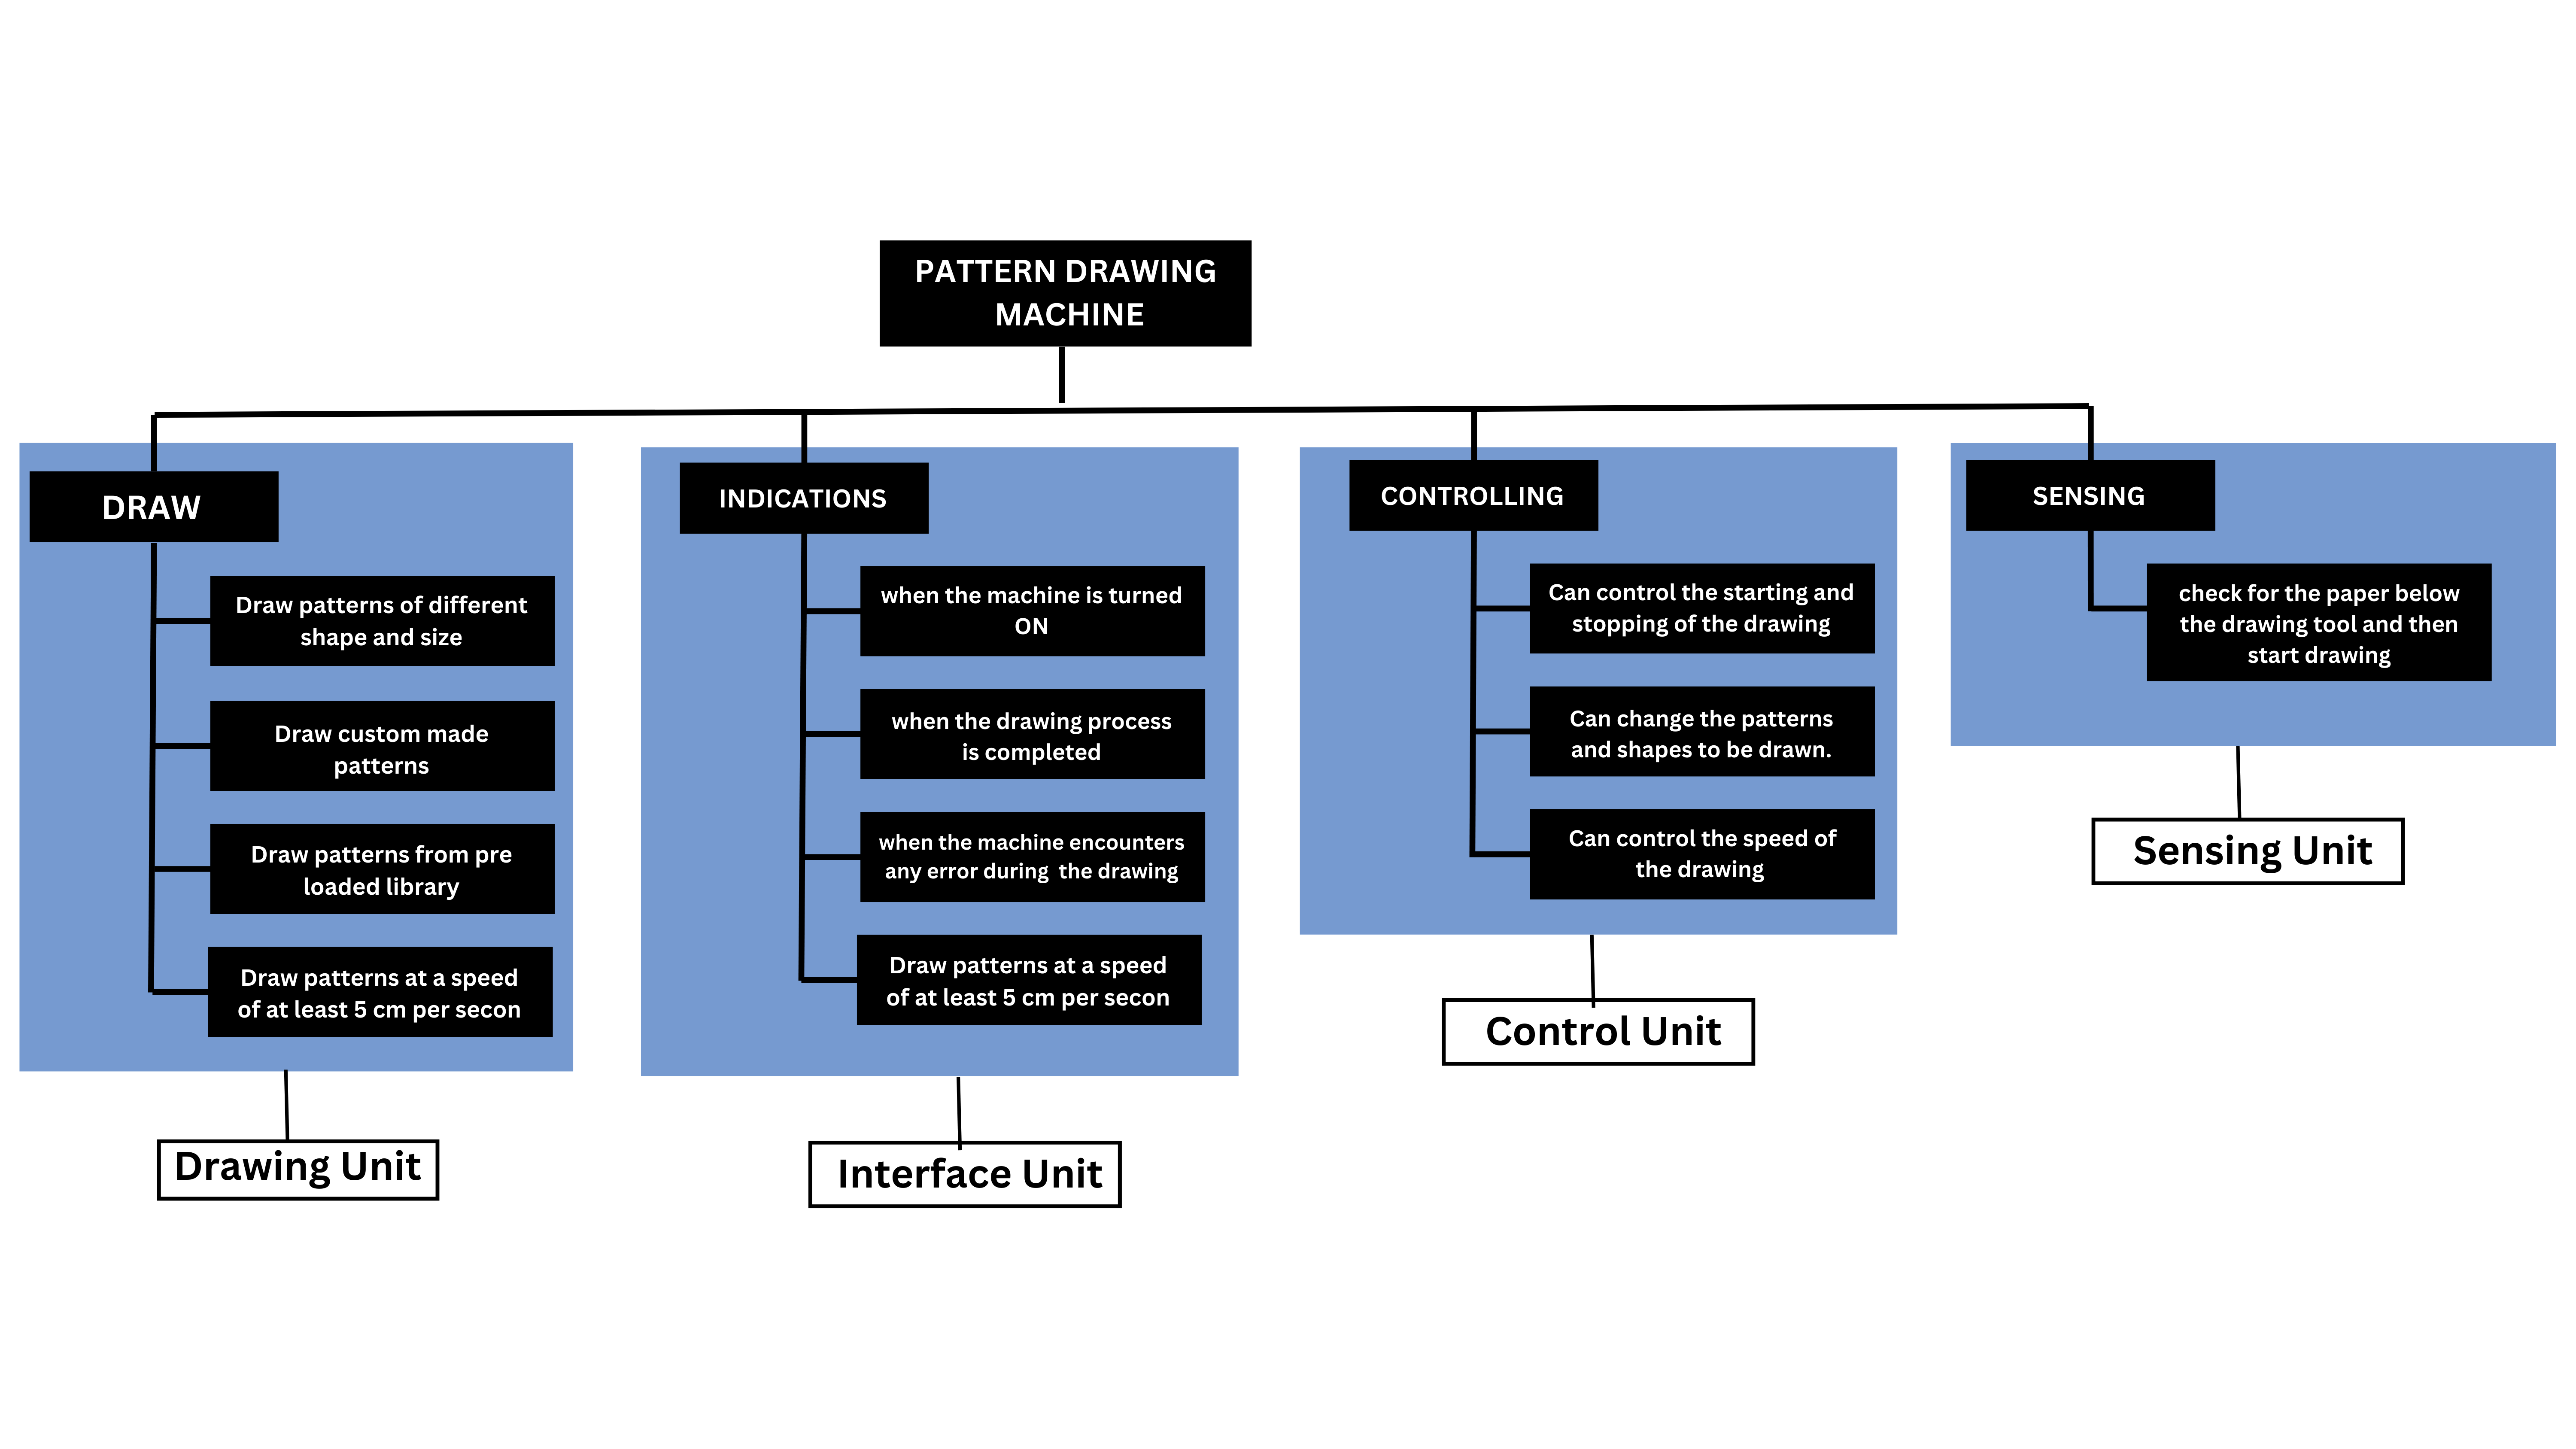 PATTERN DRAWING
MACHINE
DRAW
Draw patterns of different
shape and size
Draw custom made
patterns
Draw patterns from pre
loaded library
Draw patterns at a speed
of at least 5 cm per secon
Drawing Unit
INDICATIONS
when the machine is turned
ON
when the drawing process
is completed
when the machine encounters
any error during the drawing
Draw patterns at a speed
of at least 5 cm per secon
Interface Unit
CONTROLLING
Can control the starting and
stopping of the drawing
Can change the patterns
and shapes to be drawn.
Can control the speed of
the drawing
Control Unit
SENSING
check for the paper below
the drawing tool and then
start drawing
Sensing Unit